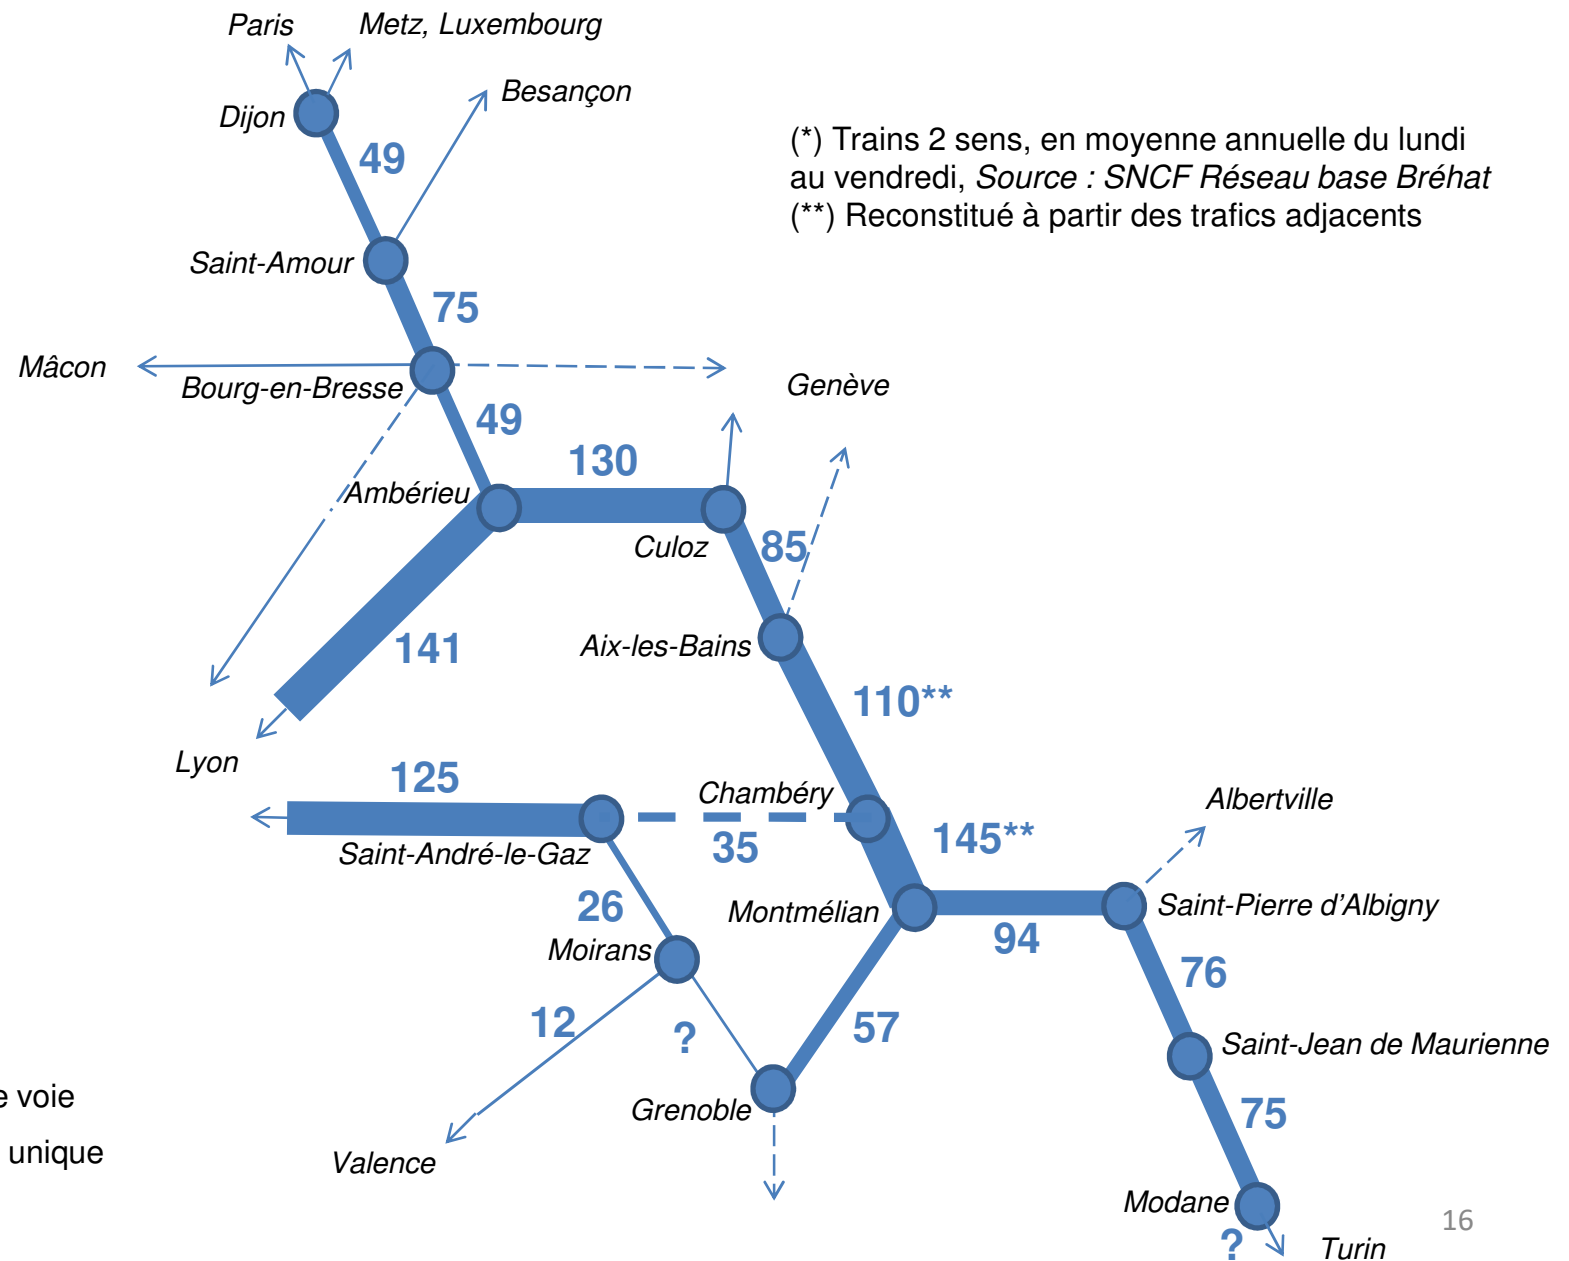 Paris
Metz, Luxembourg
Besançon
Dijon
(*) Trains 2 sens, en moyenne annuelle du lundi
au vendredi, Source : SNCF Réseau base Bréhat
(**) Reconstitué à partir des trafics adjacents
49
Saint-Amour
75
Mâcon
Bourg-en-Bresse
Genève
49
130
Ambérieu
Culoz
85
141
Aix-les-Bains
110**
Lyon
125
Chambéry
Albertville
35
145**
Saint-André-le-Gaz
26
Montmélian
Saint-Pierre d'Albigny
94
Moirans
76
12
?
57
Saint-Jean de Maurienne
e voie
Grenoble
75
unique
Valence
Modane
?
Turin
16